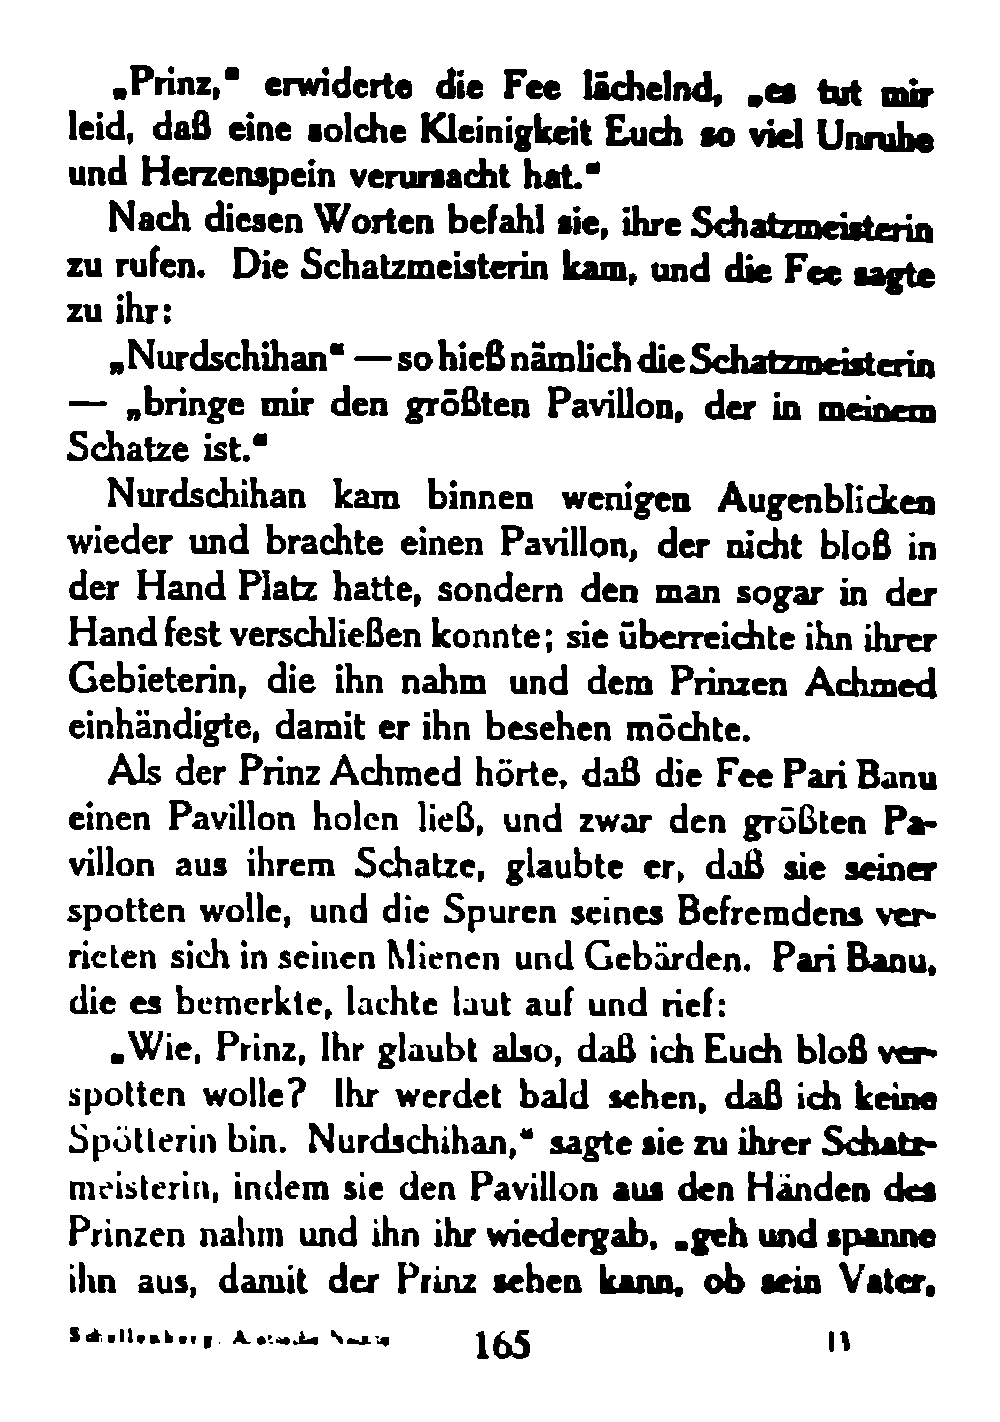 „Prinz,“ erwiderte die Fee lächelnd, „es tut mir
leid, daß eine solche Kleinigkeit Euch so viel Unruhe
und Herzenspein verursacht hat.“
Nach diesen Worten befahl sie, ihre Schatzmeisterin
zu rufen. Die Schatzmeisterin kam, und die Fee sagte
zu ihr:
„Nurdschihan“ — so hieß nämlich die Schatzmeisterin
— „bringe mir den größten Pavillon, der in meinem
Schatze ist.“
Nurdschihan kam binnen wenigen Augenblicken
wieder und brachte einen Pavillon, der nicht bloß in
der Hand Platz hatte, sondern den man sogar in der
Hand fest verschließen konnte; sie überreichte ihn ihrer
Gebieterin, die ihn nahm und dem Prinzen Achmed
einhändigte, damit er ihn besehen möchte.
Als der Prinz Achmed hörte, daß die Fee Pari Banu
einen Pavillon holen ließ, und zwar den größten Pa-
villon aus ihrem Schatze, glaubte er, daß sie seiner
spotten wolle, und die Spuren seines Befremdens ver-
rieten sich in seinen Mienen und Gebärden. Pari Banu,
die es bemerkte, lachte laut auf und rief:
„Wie, Prinz, Ihr glaubt also, daß ich Euch bloß ver-
spotten wolle? Ihr werdet bald sehen, daß ich keine
Spötterin bin. Nurdschihan,“ sagte sie zu ihrer Schatz-
meisterin, indem sie den Pavillon aus den Händen des
Prinzen nahm und ihn ihr wiedergab, „geh und spanne
ihn aus, damit der Prinz sehen kann, ob sein Vater,
Schellenberg,
165